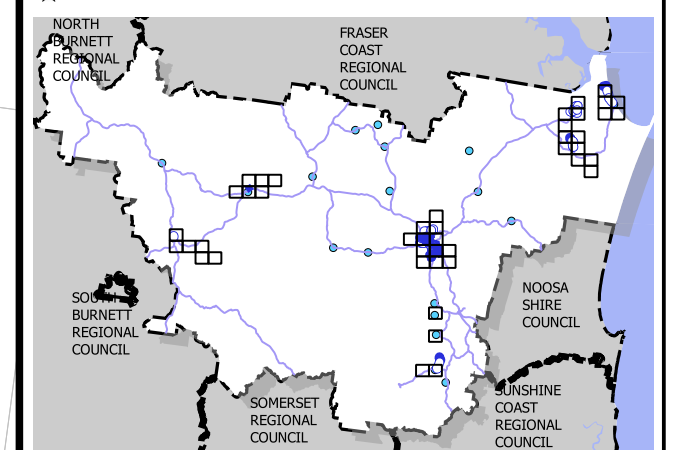 NORTH
BURNETT
REGIONAL
COUNCIL
FRASER
COAST
REGIONAL
COUNCIL
SOUTH
BURNETT
REGIONAL
COUNCIL
NOOSA
SHIRE
COUNCIL
SOMERSET
REGIONAL
COUNCIL
SUNSHINE
COAST
REGIONAL
COUNCIL